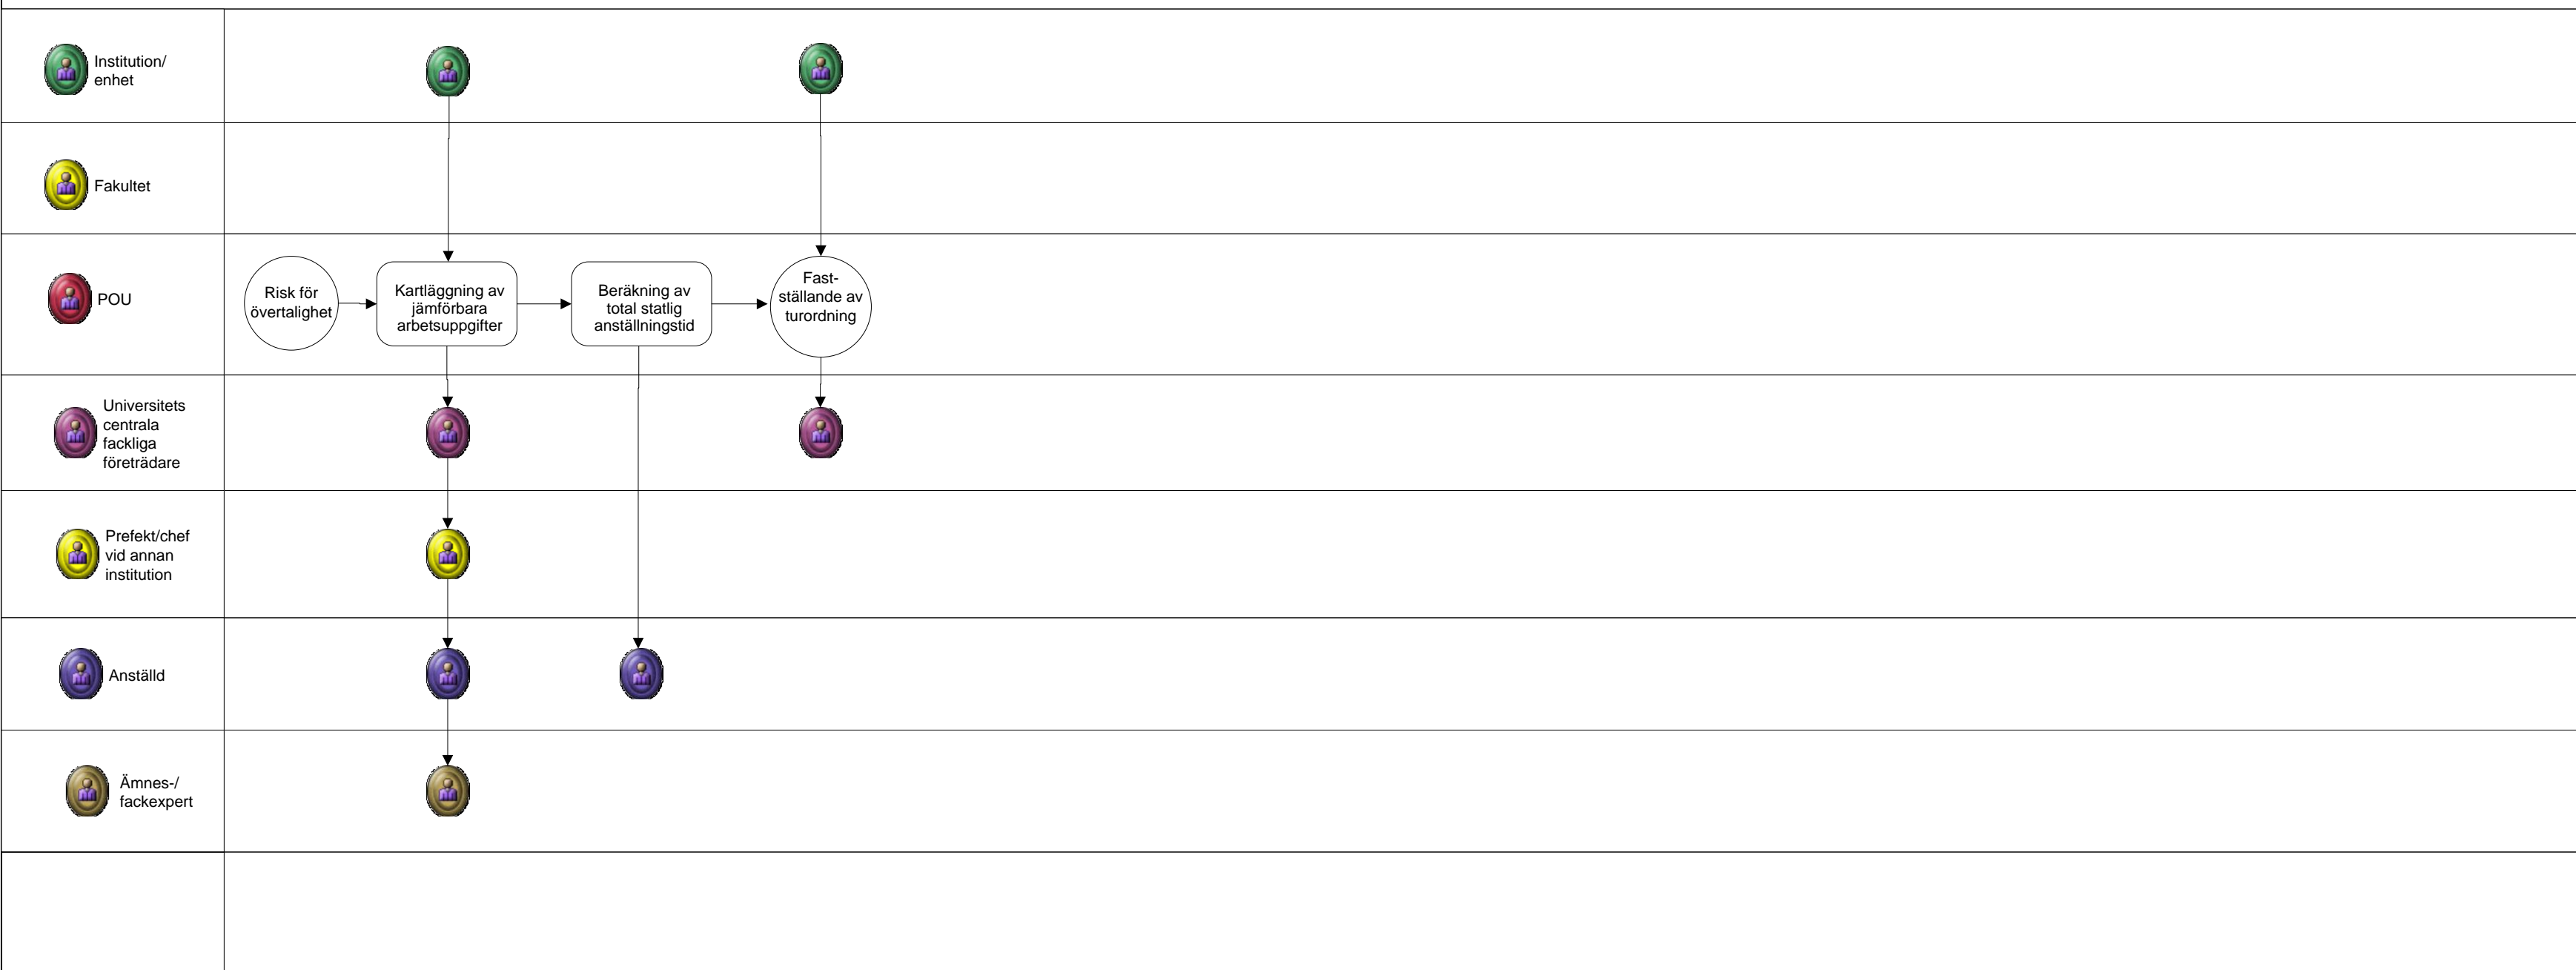 Institution/
enhet
Fakultet
POU
Risk för
övertalighet
Kartläggning av
jämförbara
arbetsuppgifter
Beräkning av
total statlig
anställningstid
Fast-
ställande av
turordning
Universitets
centrala
fackliga
företrädare
Prefekt/chef
vid annan
institution
Anställd
Ämnes-/
fackexpert